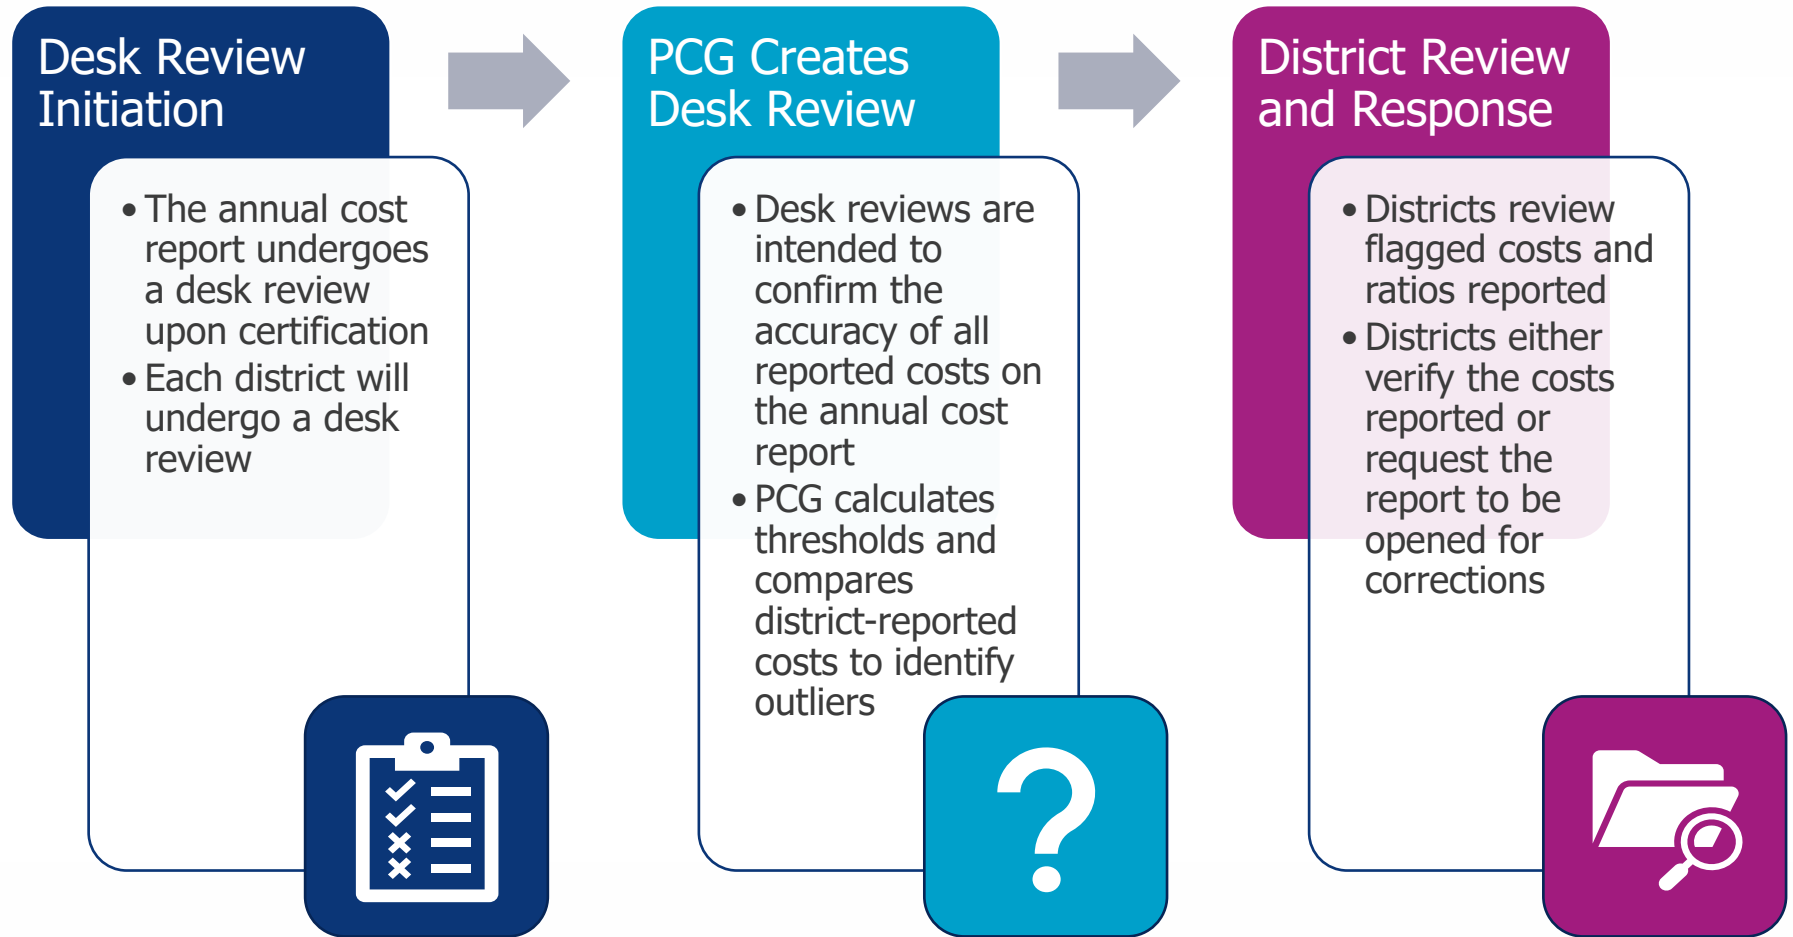 Desk Review
Initiation
• The annual cost
report undergoes
a desk review
upon certification
• Each district will
undergo a desk
review
PCG Creates
Desk Review
• Desk reviews are
intended to
confirm the
accuracy of all
reported costs on
the annual cost
report
• PCG calculates
thresholds and
compares
district-reported
costs to identify
outliers
?
District Review
and Response
• Districts review
flagged costs and
ratios reported
• Districts either
verify the costs
reported or
request the
report to be
opened for
corrections